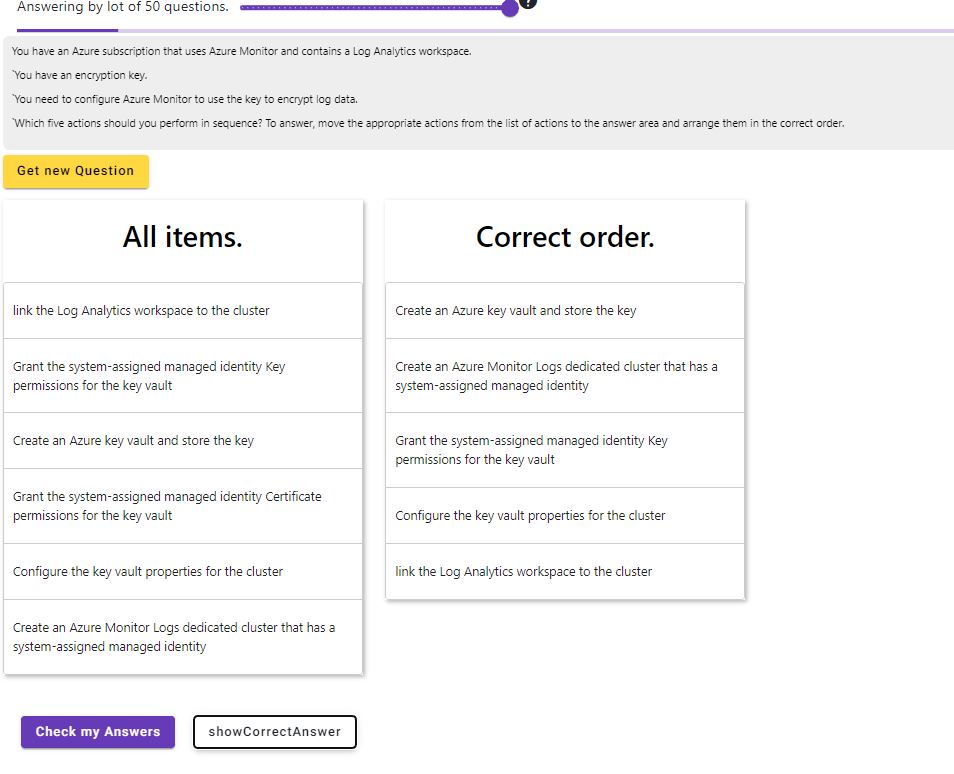 Answering by lot of 50 questions.
?
You have an Azure subscription that uses Azure Monitor and contains a Log Analytics workspace.
`You have an encryption key.
`You need to configure Azure Monitor to use the key to encrypt log data.
`Which five actions should you perform in sequence? To answer, move the appropriate actions from the list of actions to the answer area and arrange them in the correct order.
Get new Question
All items.
link the Log Analytics workspace to the cluster
Grant the system-assigned managed identity Key
permissions for the key vault
Create an Azure key vault and store the key
Grant the system-assigned managed identity Certificate
permissions for the key vault
Configure the key vault properties for the cluster
Create an Azure Monitor Logs dedicated cluster that has a
system-assigned managed identity
Correct order.
Create an Azure key vault and store the key
Create an Azure Monitor Logs dedicated cluster that has a
system-assigned managed identity
Grant the system-assigned managed identity Key
permissions for the key vault
Configure the key vault properties for the cluster
link the Log Analytics workspace to the cluster
Check my Answers
showCorrectAnswer